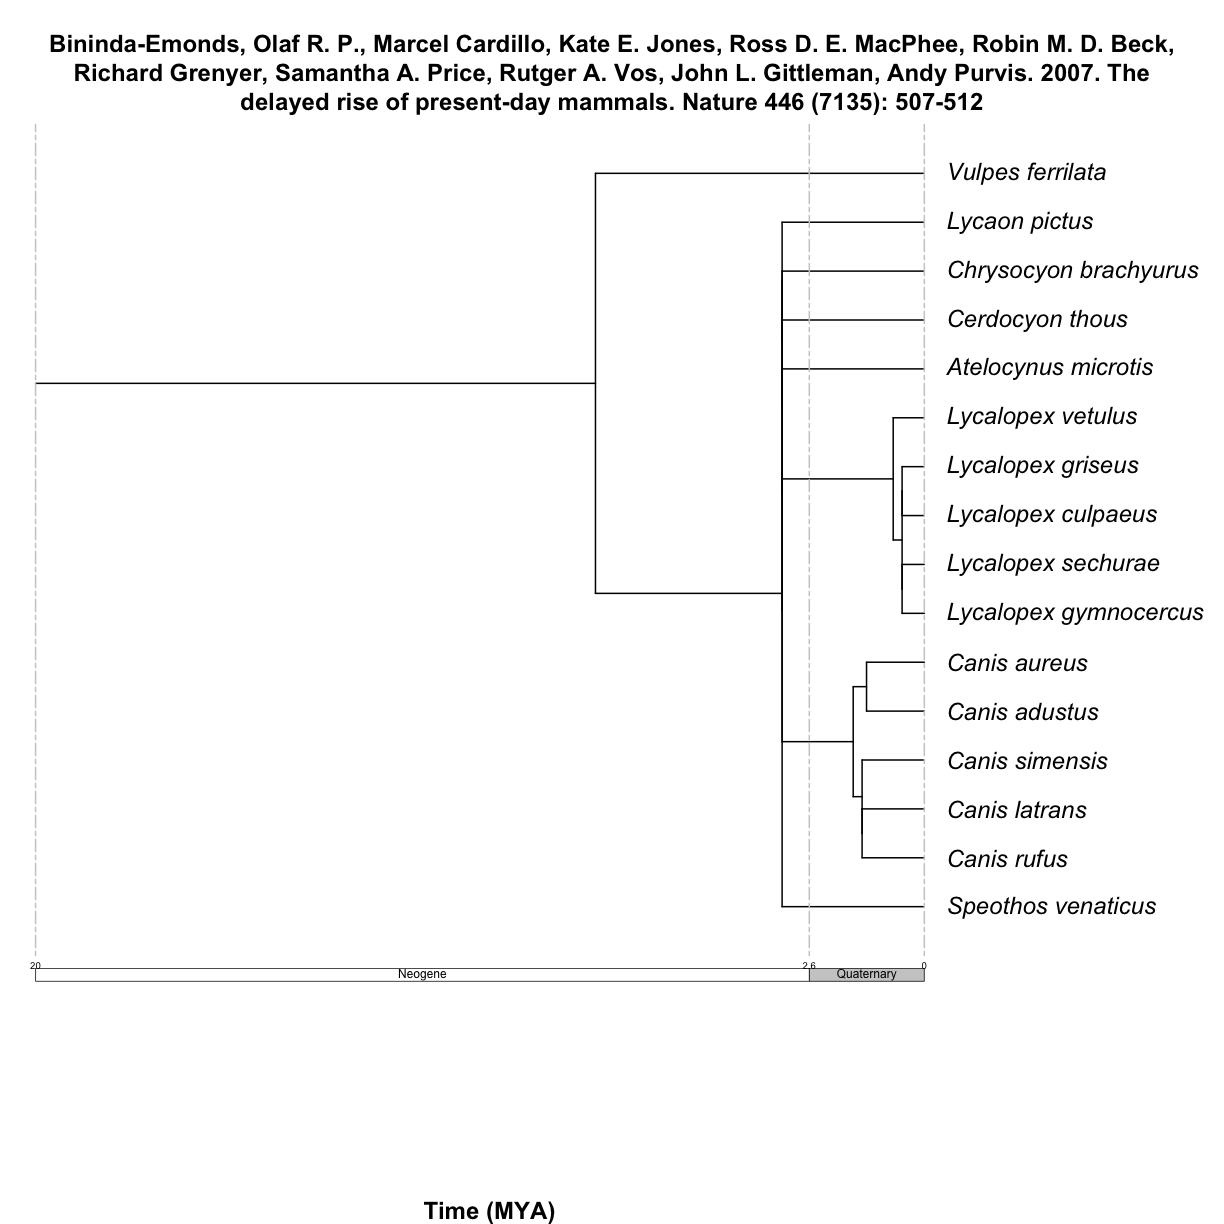 Bininda-Emonds, Olaf R. P., Marcel Cardillo, Kate E. Jones, Ross D. E. MacPhee, Robin M. D. Beck,
Richard Grenyer, Samantha A. Price, Rutger A. Vos, John L. Gittleman, Andy Purvis. 2007. The
delayed rise of present-day mammals. Nature 446 (7135): 507-512
Vulpes ferrilata
Lycaon pictus
Chrysocyon brachyurus
Cerdocyon thous
Atelocynus microtis
Lycalopex vetulus
Lycalopex griseus
Lycalopex culpaeus
Lycalopex sechurae
Lycalopex gymnocercus
Canis aureus
Canis adustus
Canis simensis
Canis latrans
Canis rufus
Speothos venaticus
20 2.6 0
Neogene Quaternary
Time (MYA)